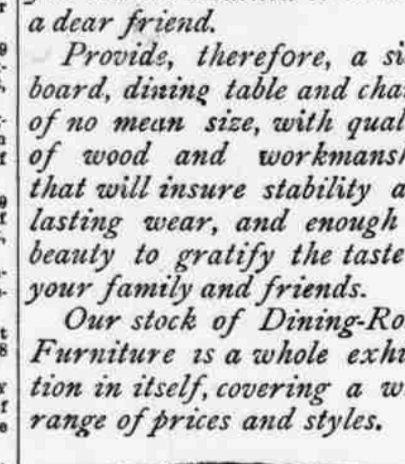 a dear friend.
Provide, therefore, a si
board, dining table and chai
of no mean size, with qual
of wood and workmansh
that will insure stability a
lasting wear, and enough
beauty to gratify the taste
your family and friends.
Our stock of Dining-Ro
Furniture is a whole exhi
tion in itself, covering a w
range of prices and styles.